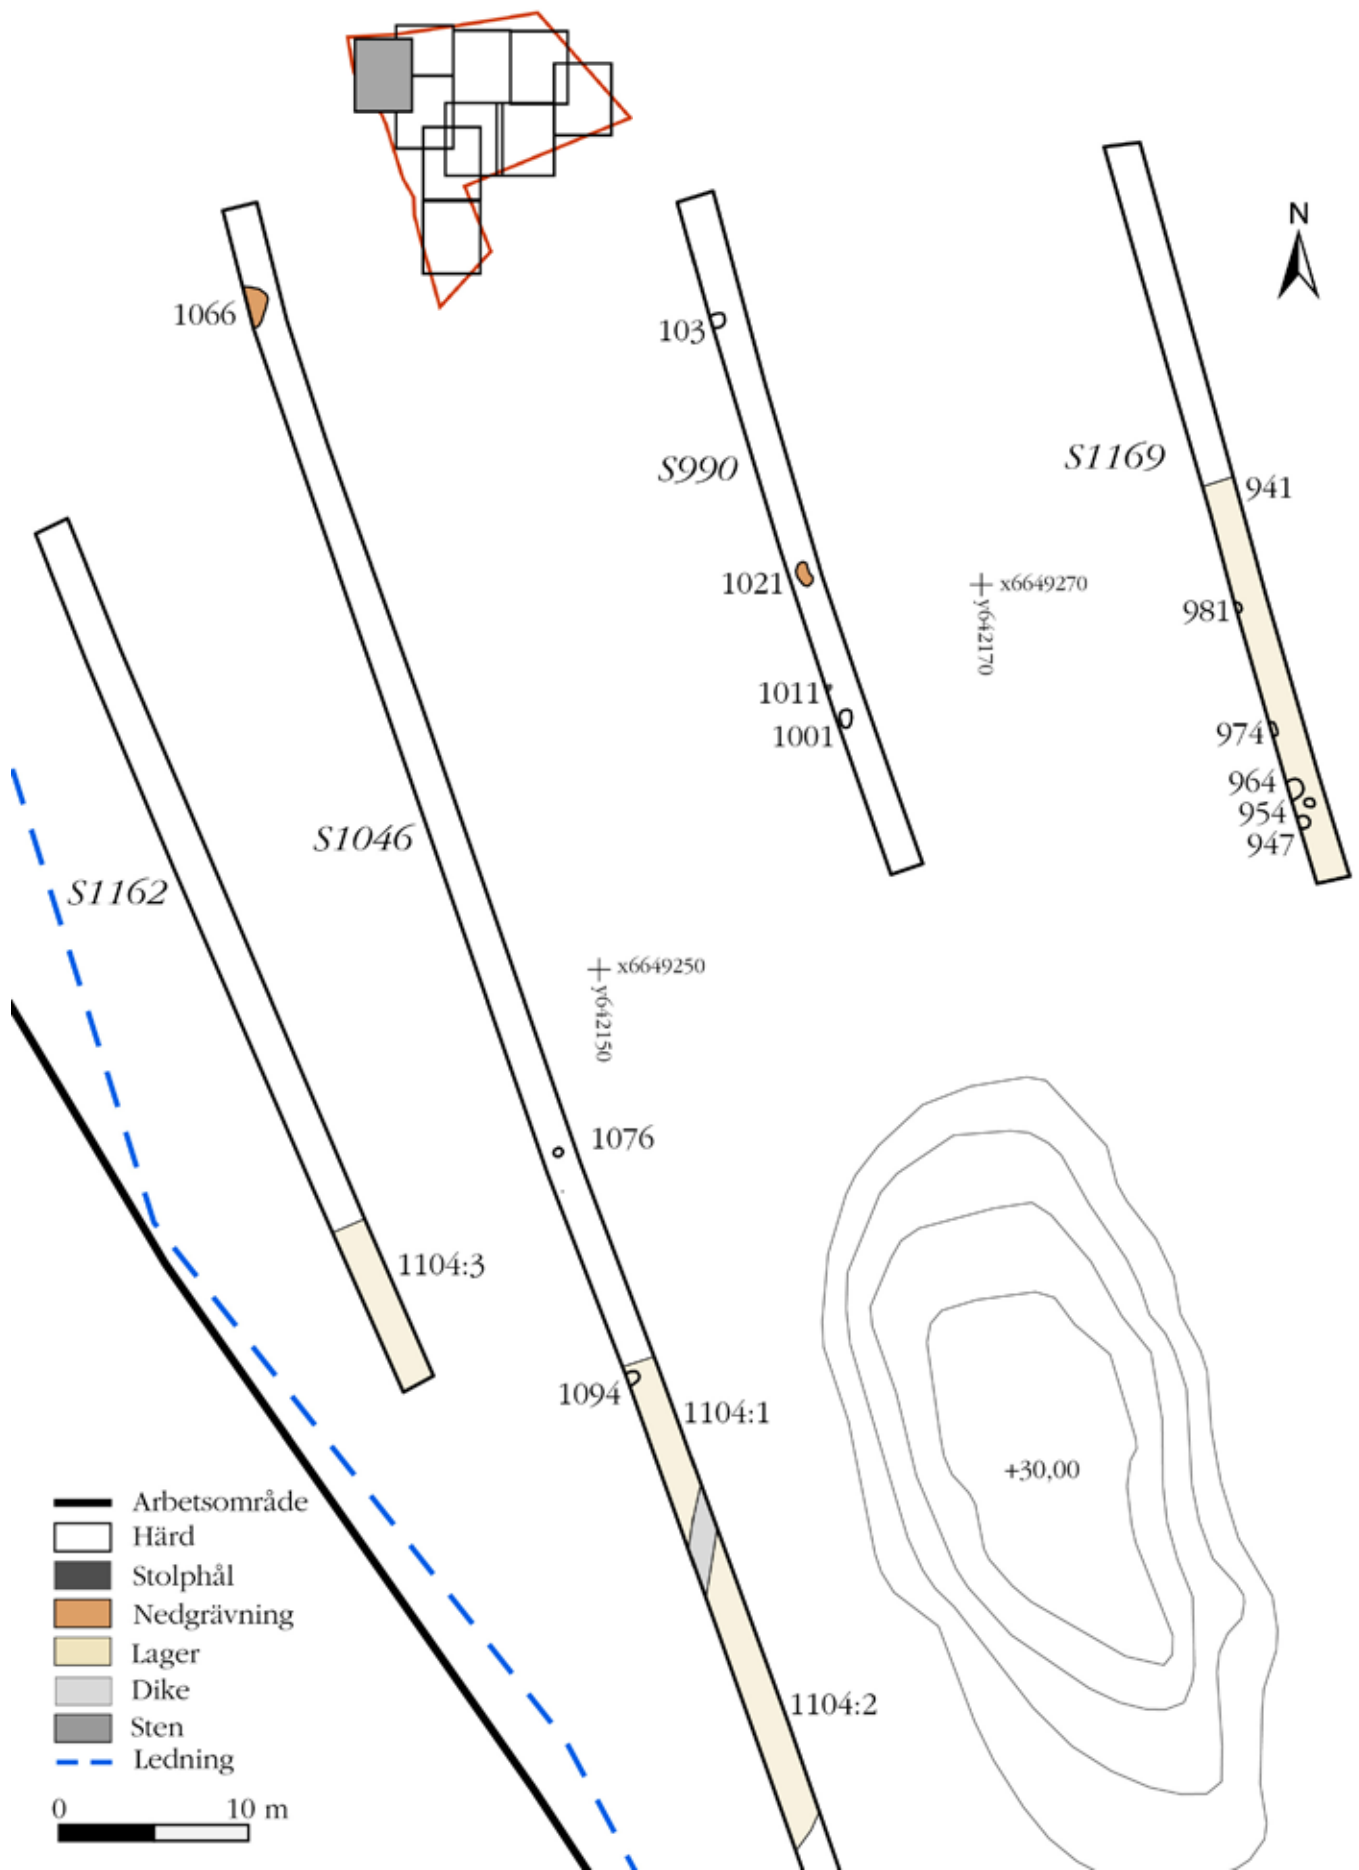 N
1066
103
S990
S1169
941
1021
x6649270
y642170
981
1011
1001
974
964
954
947
S1046
S1162
x6649250
y642150
1076
1104:3
1094
1104:1
+30,00
1104:2
Arbetsområde
Härd
Stolphål
Nedgrävning
Lager
Dike
Sten
Ledning
0 10 m